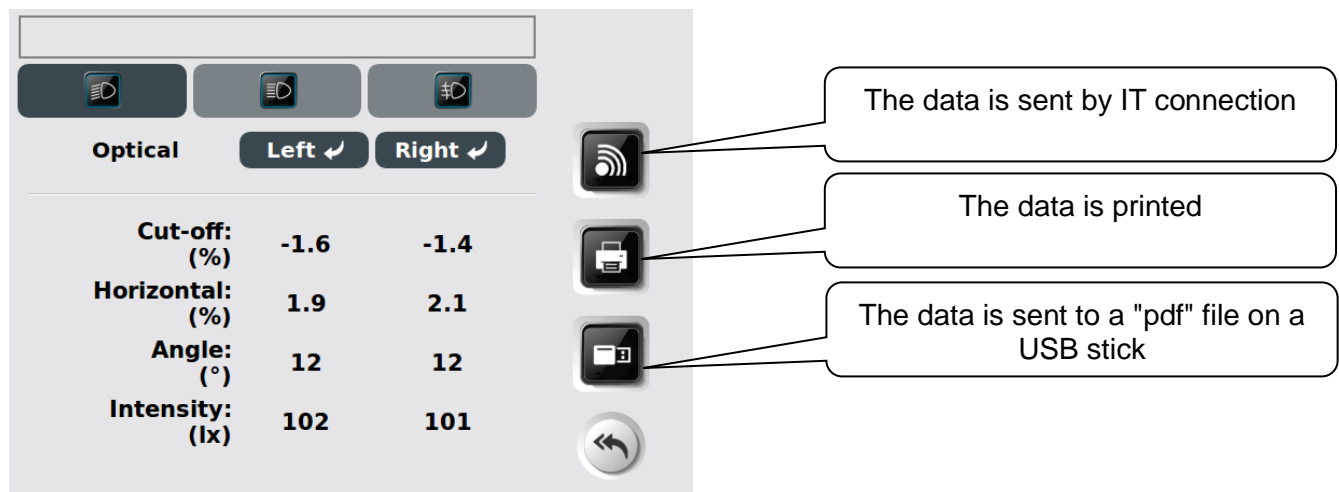 Optical Left Right
Cut-off: (%) -1.6 -1.4
Horizontal: (%) 1.9 2.1
Angle: (°) 12 12
Intensity: (lx) 102 101
The data is sent by IT connection
The data is printed
The data is sent to a "pdf" file on a
USB stick